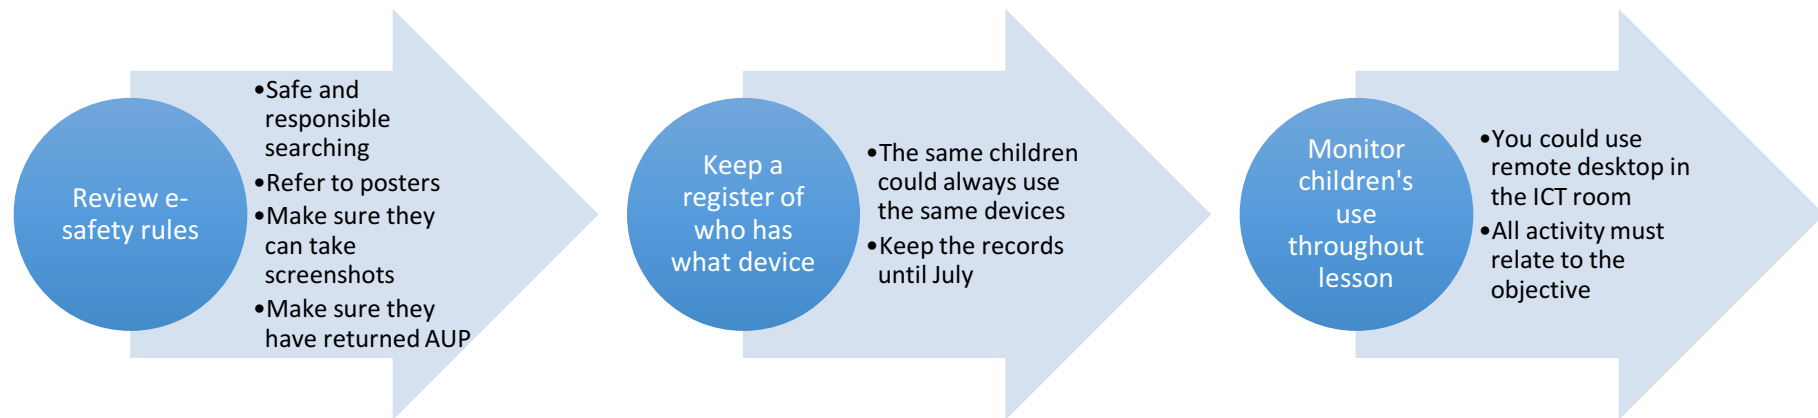 Review e-
safety rules
•Safe and
responsible
searching
•Refer to posters
•Make sure they
can take
screenshots
•Make sure they
have returned AUP
Keep a
register of
who has
what device
•The same children
could always use
the same devices
•Keep the records
until July
Monitor
children's
use
throughout
lesson
•You could use
remote desktop in
the ICT room
•All activity must
relate to the
objective